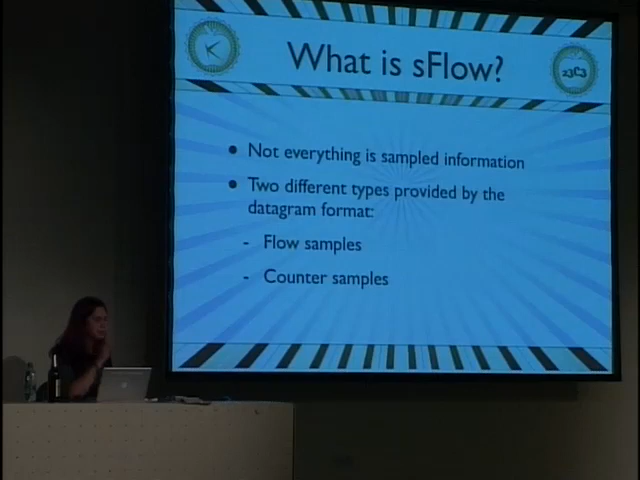 What is sFlow?
23C3
• Not everything is sampled information
• Two different types provided by the
datagram format:
- Flow samples
- Counter samples